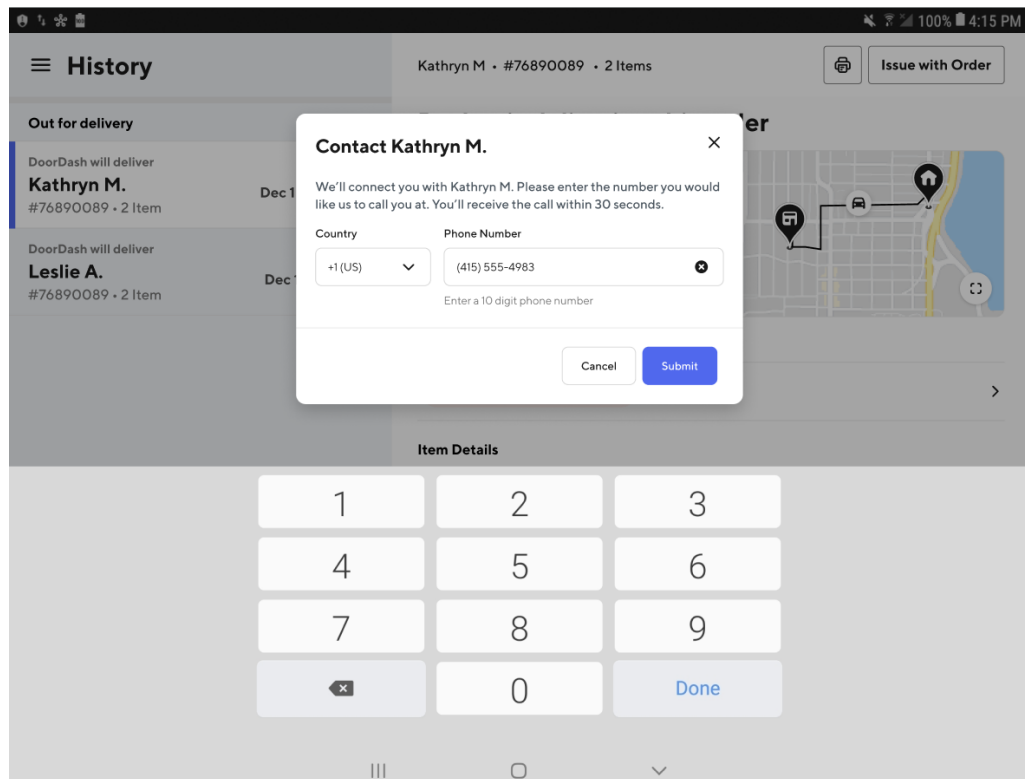 100% 4:15 PM
History
Kathryn M • #76890089 • 2 Items
Issue with Order
Out for delivery
DoorDash will deliver
Kathryn M.
Dec 1
#76890089 • 2 Item
DoorDash will deliver
Leslie A.
Dec
#76890089 • 2 Item
er
Contact Kathryn M.
We’ll connect you with Kathryn M. Please enter the number you would
like us to call you at. You’ll receive the call within 30 seconds.
Country
Phone Number
+1 (US)
(415) 555-4983
Enter a 10 digit phone number
Cancel
Submit
Item Details
1 2 3
4 5 6
7 8 9
0 Done